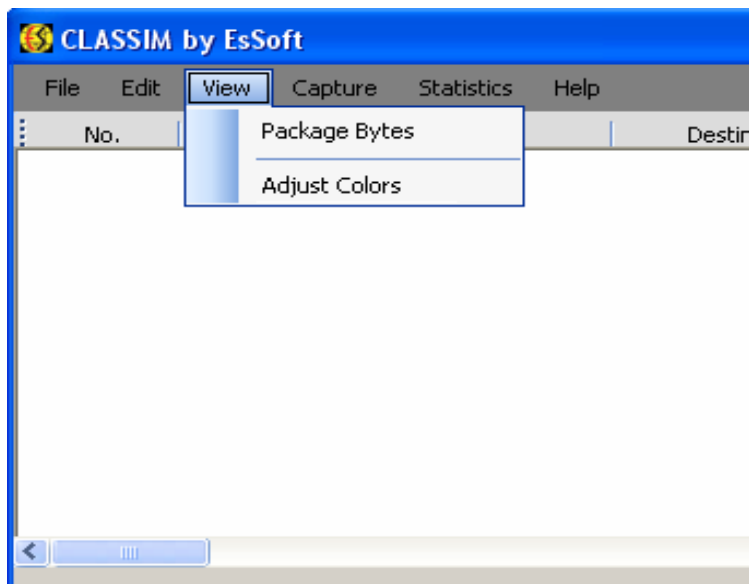 CLASSIM by EsSoft
File Edit View Capture Statistics Help
No. Destin
Package Bytes
Adjust Colors